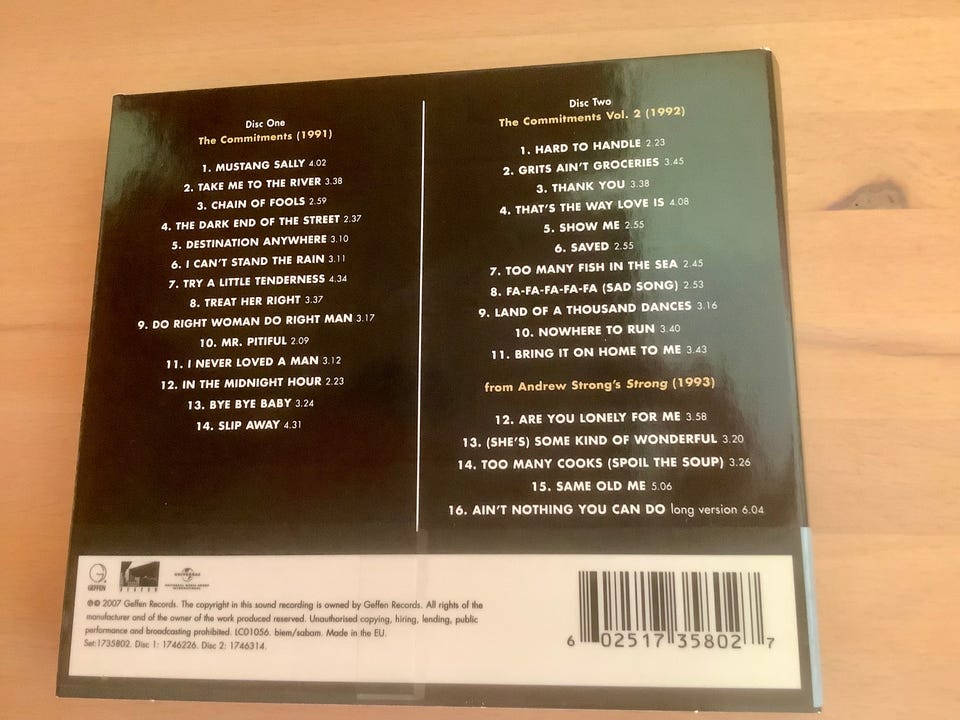 Disc One
The Commitments (1991)
1. MUSTANG SALLY 4.02
2. TAKE ME TO THE RIVER 3.38
3. CHAIN OF FOOLS 2.59
4. THE DARK END OF THE STREET 2.37
5. DESTINATION ANYWHERE 3.10
6. I CAN'T STAND THE RAIN 3.11
7. TRY A LITTLE TENDERNESS 4.34
8. TREAT HER RIGHT 3.37
9. DO RIGHT WOMAN DO RIGHT MAN 3.17
10. MR. PITIFUL 2.09
11. I NEVER LOVED A MAN 3.12
12. IN THE MIDNIGHT HOUR 2.23
13. BYE BYE BABY 3.24
14. SLIP AWAY 4.31
Disc Two
The Commitments Vol. 2 (1992)
1. HARD TO HANDLE 2.23
2. GRITS AIN'T GROCERIES 3.45
3. THANK YOU 3.38
4. THAT'S THE WAY LOVE IS 4.08
5. SHOW ME 2.55
6. SAVED 2.55
7. TOO MANY FISH IN THE SEA 2.45
8. FA-FA-FA-FA-FA (SAD SONG) 2.53
9. LAND OF A THOUSAND DANCES 3.16
10. NOWHERE TO RUN 3.40
11. BRING IT ON HOME TO ME 3.43
from Andrew Strong's Strong (1993)
12. ARE YOU LONELY FOR ME 3.58
13. (SHE'S) SOME KIND OF WONDERFUL 3.20
14. TOO MANY COOKS (SPOIL THE SOUP) 3.26
15. SAME OLD ME 5.06
16. AIN'T NOTHING YOU CAN DO long version 6.04
GEFFEN
UNIVERSAL
UNIVERSAL MUSIC GROUP
INTERNATIONAL
℗© 2007 Geffen Records. The copyright in this sound recording is owned by Geffen Records. All rights of the
manufacturer and of the owner of the work produced reserved. Unauthorised copying, hiring, lending, public
performance and broadcasting prohibited. LC01056. biem/sabam. Made in the EU.
Set:1735802. Disc 1: 1746226. Disc 2: 1746314.
6 02517 35802 7